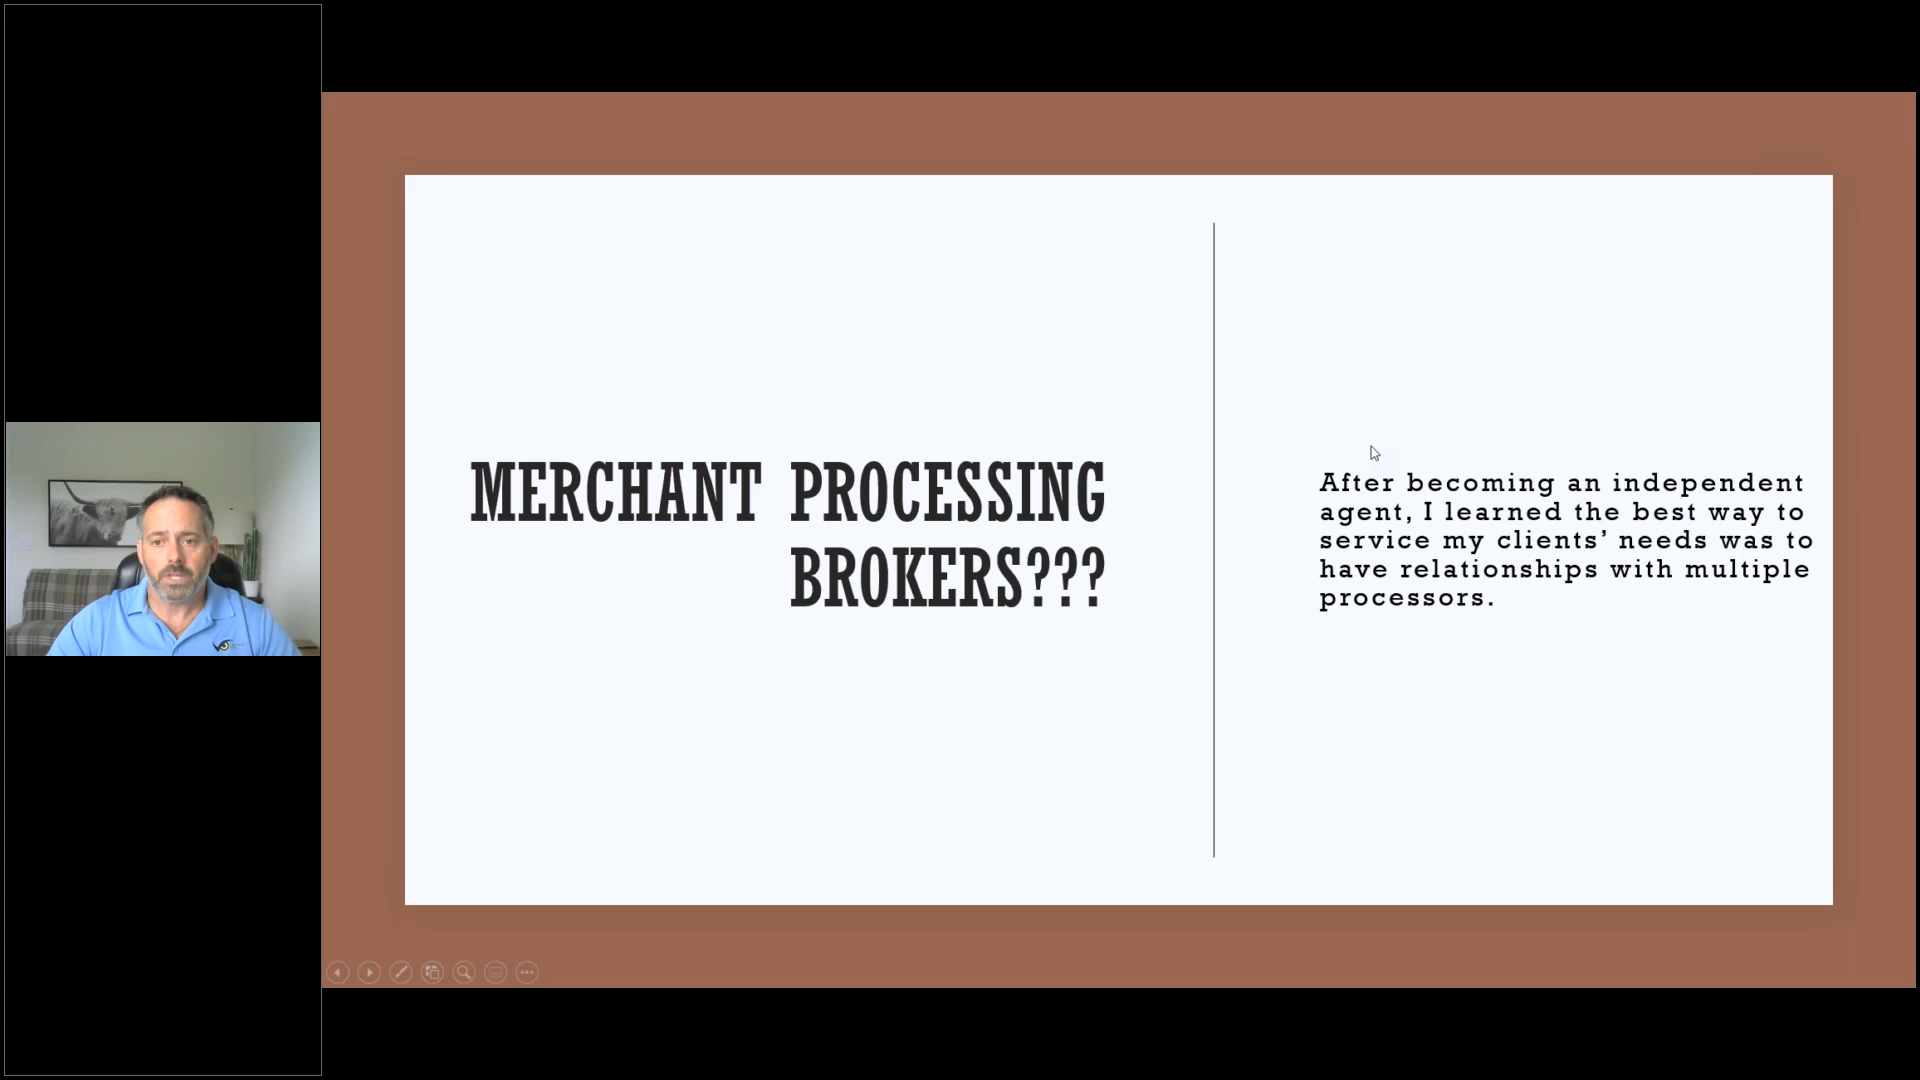 MERCHANT PROCESSING
BROKERS???
After becoming an independent
agent, I learned the best way to
service my clients’ needs was to
have relationships with multiple
processors.